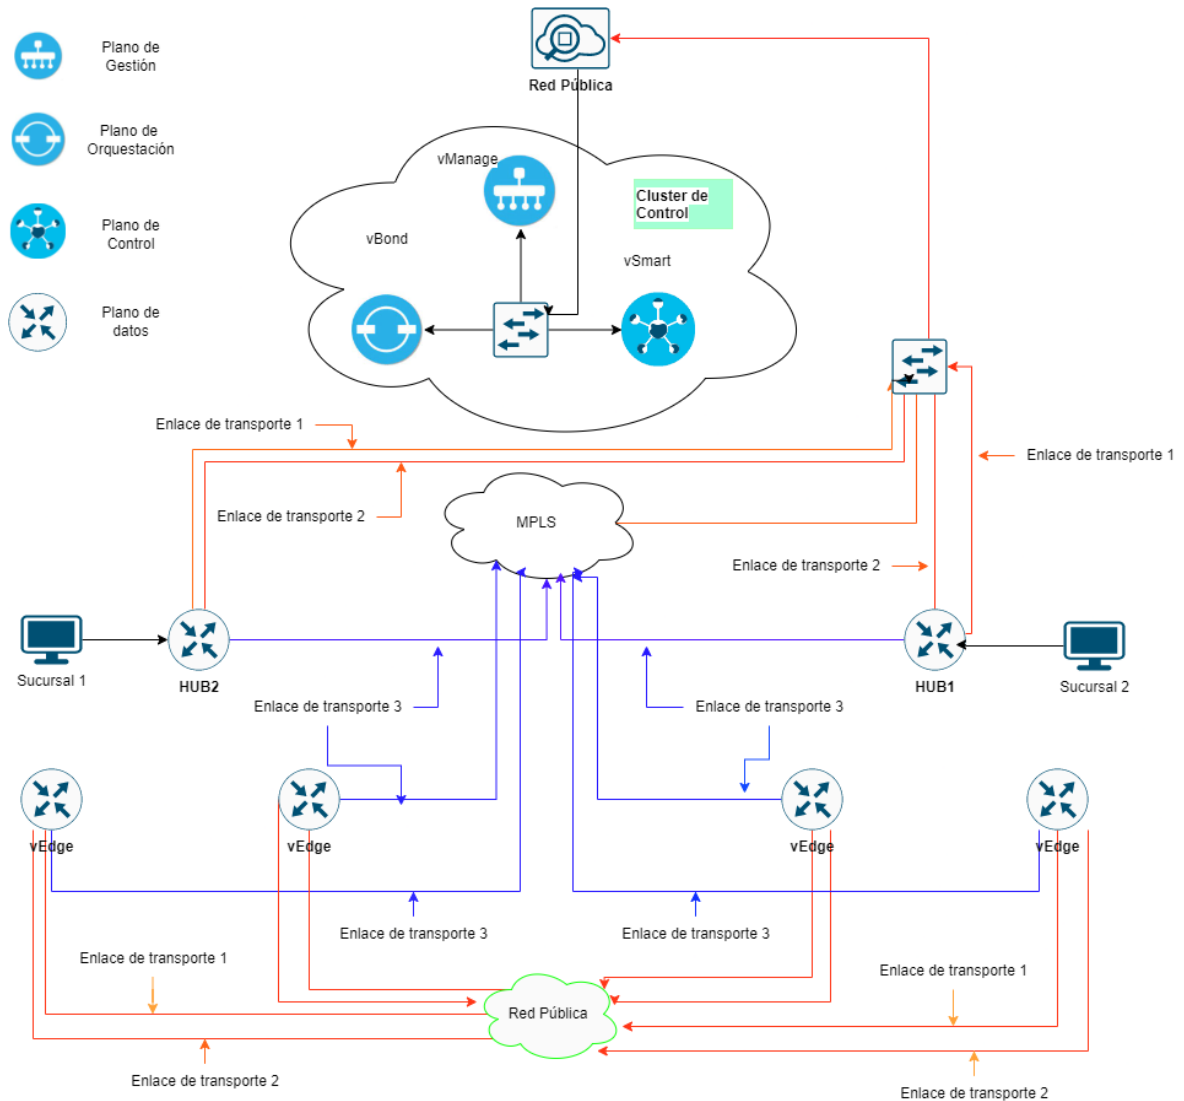 Plano de
Gestión
Red Pública
Plano de
Orquestación
vManage
Cluster de
Control
Plano de
Control
vBond
vSmart
Plano de
datos
Enlace de transporte 1
Enlace de transporte 1
Enlace de transporte 2
MPLS
Enlace de transporte 2
Sucursal 1
HUB2
HUB1
Sucursal 2
Enlace de transporte 3
Enlace de transporte 3
vEdge
vEdge
vEdge
vEdge
Enlace de transporte 3
Enlace de transporte 3
Enlace de transporte 1
Enlace de transporte 1
Red Pública
Enlace de transporte 2
Enlace de transporte 2